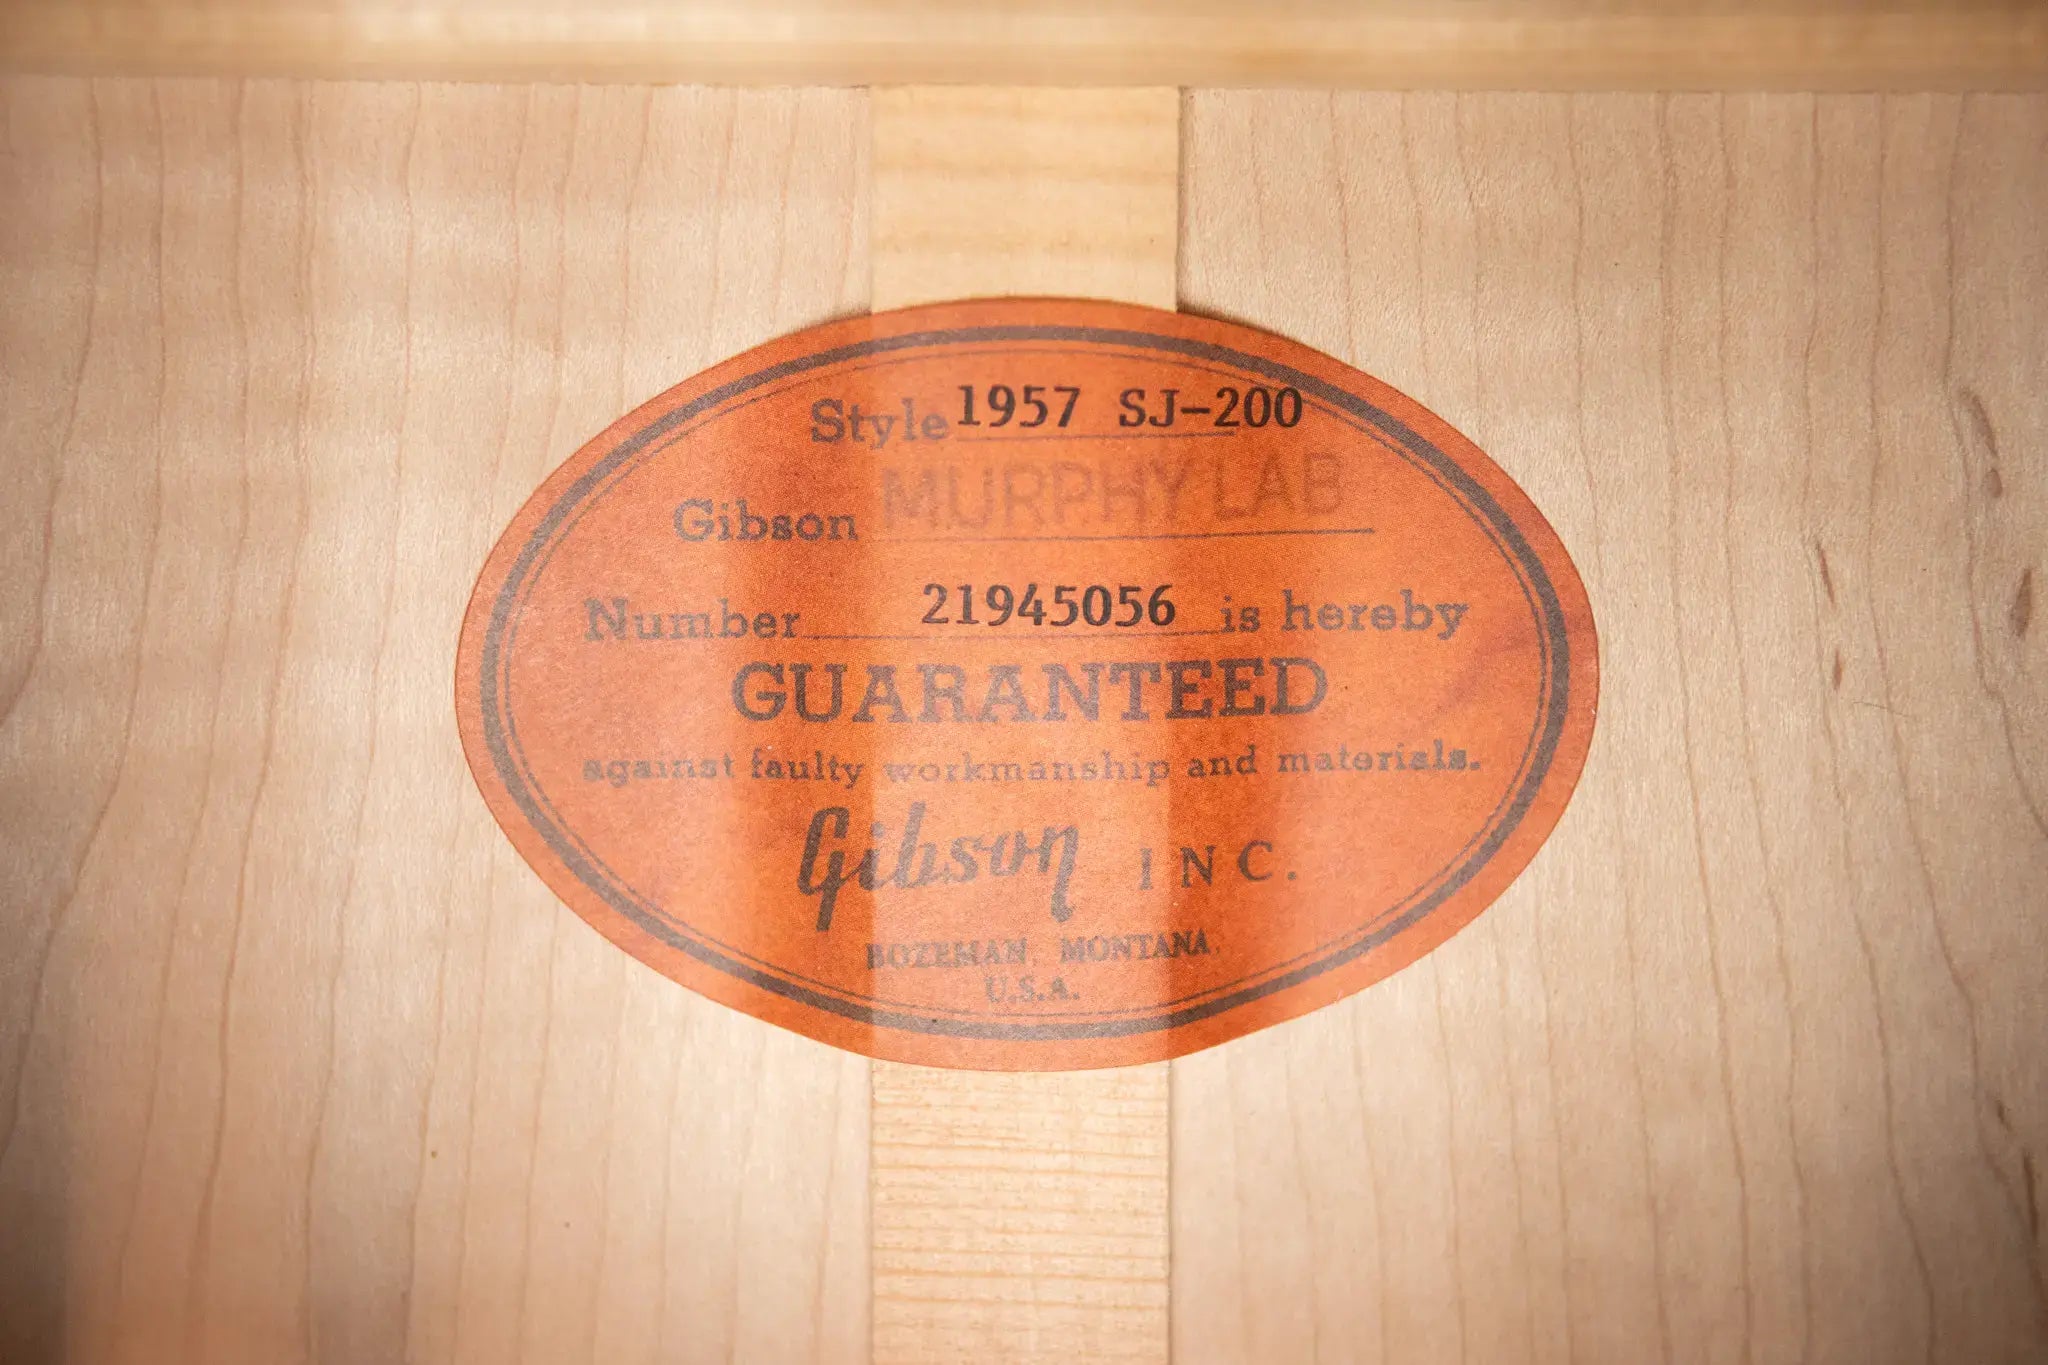 Style 1957 SJ-200
Gibson MURPHY LAB
Number 21945056 is hereby
GUARANTEED
against faulty workmanship and materials.
Gibson INC.
BOZEMAN, MONTANA,
U.S.A.